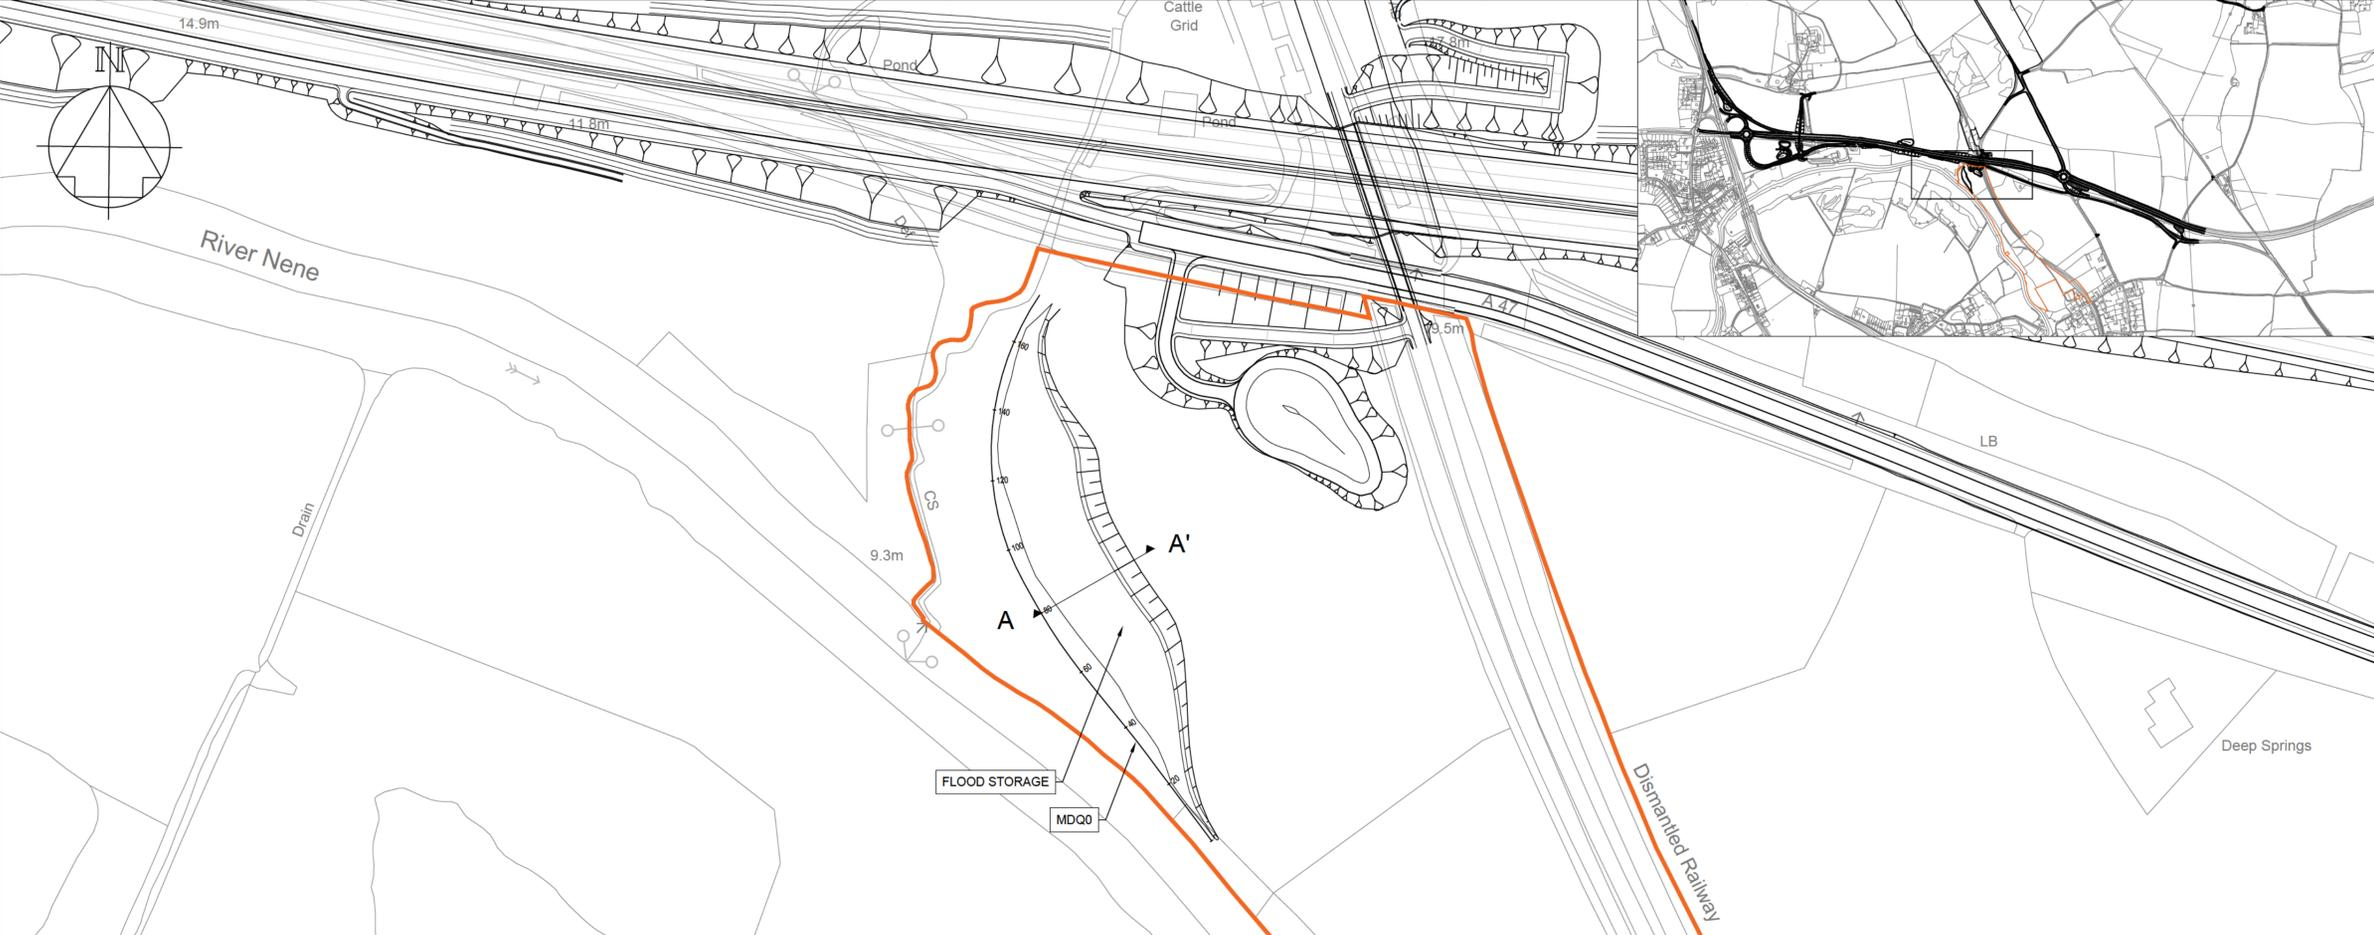 14.9m
Cattle
Grid
17.8m
N
Pond
11.8m
Pond
Drain
River Nene
A 47
9.5m
160
140
LB
120
CS
Drain
100
A'
9.3m
80
A
60
40
Deep Springs
FLOOD STORAGE
20
MDQ0
Dismantled Railway